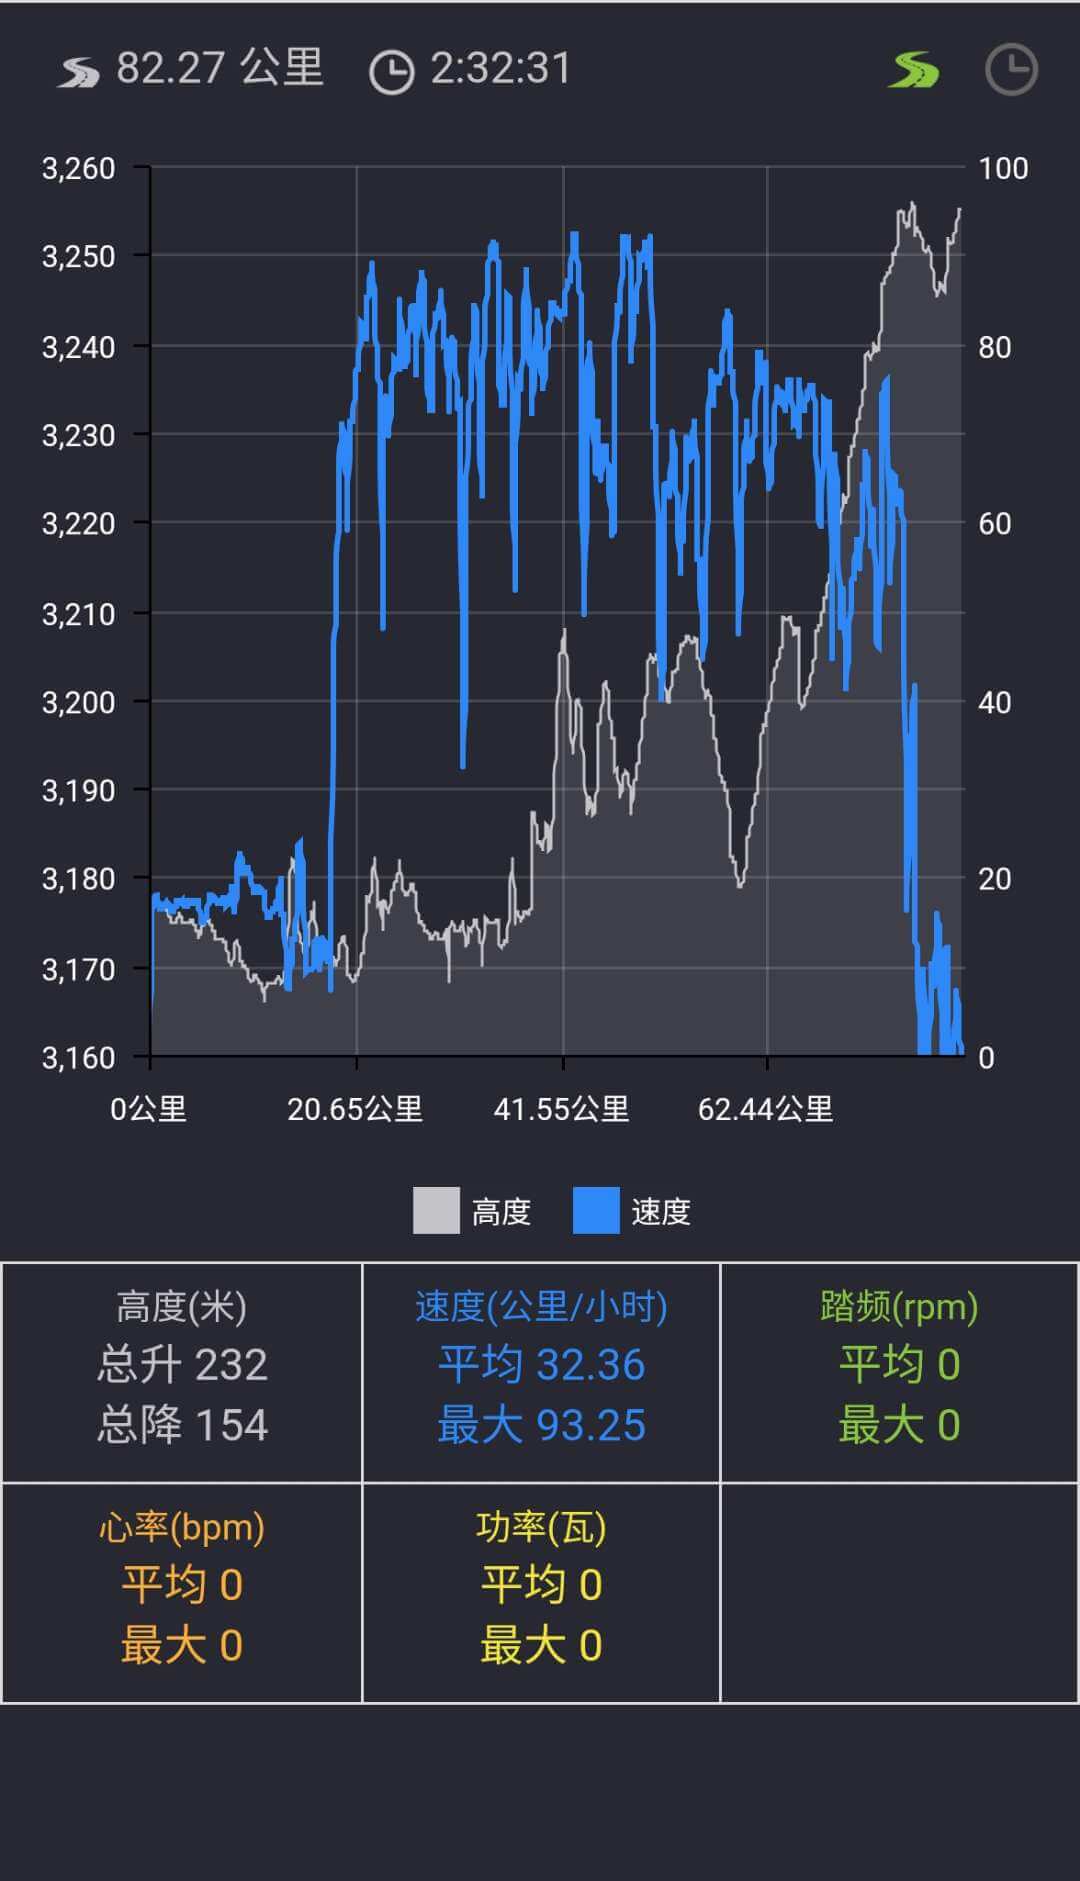 82.27 公里 2:32:31
3,260 100
3,250
3,240 80
3,230
3,220 60
3,210
3,200 40
3,190
3,180 20
3,170
3,160 0
0公里 20.65公里 41.55公里 62.44公里
高度 速度
高度(米) 速度(公里/小时) 踏频(rpm)
总升 232 平均 32.36 平均 0
总降 154 最大 93.25 最大 0
心率(bpm) 功率(瓦)
平均 0 平均 0
最大 0 最大 0